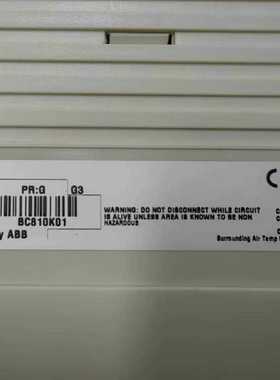 PR:G G3
BC810K01
y ABB
WARNING: DO NOT DISCONNECT WHILE CIRCUIT
IS ALIVE UNLESS AREA IS KNOWN TO BE NON
HAZARDOUS
C
Surrounding Air Temp